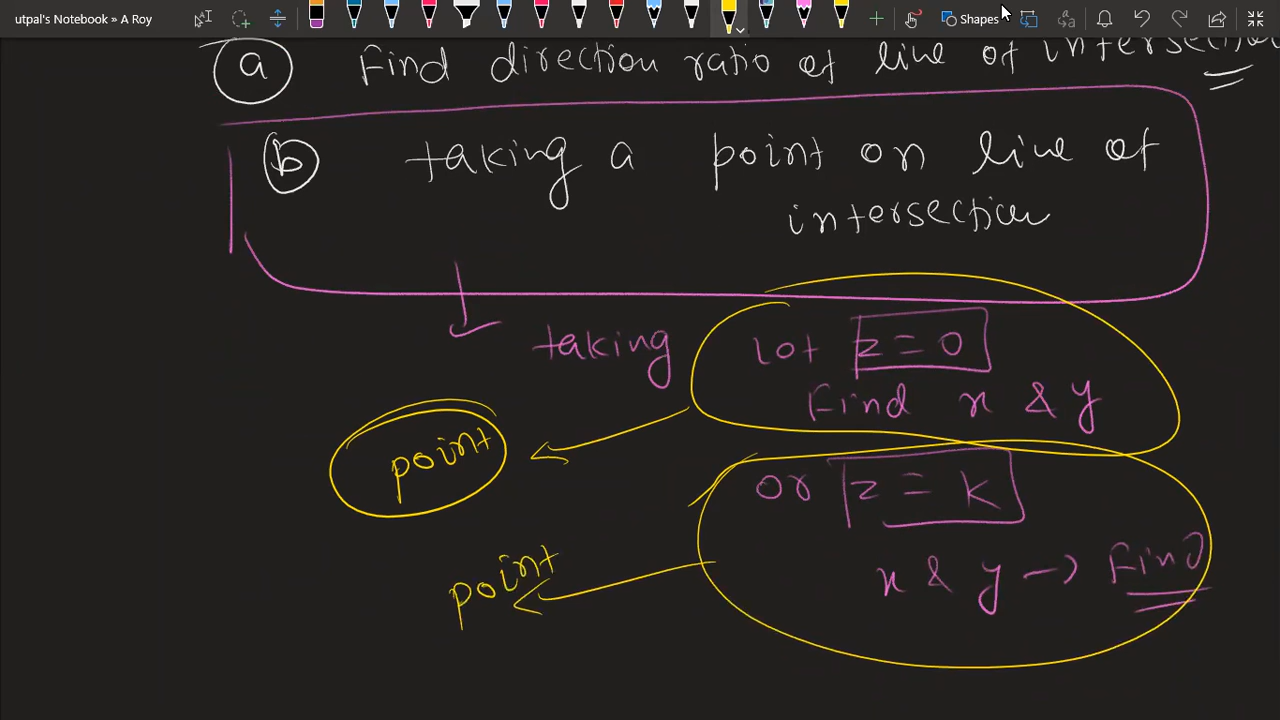 utpal's Notebook » A Roy
Shapes
a Find direction ratio of line of intersection
b taking a point on line of
intersection
taking let z = 0
Find x & y
point
or z = k
point
x & y → Find